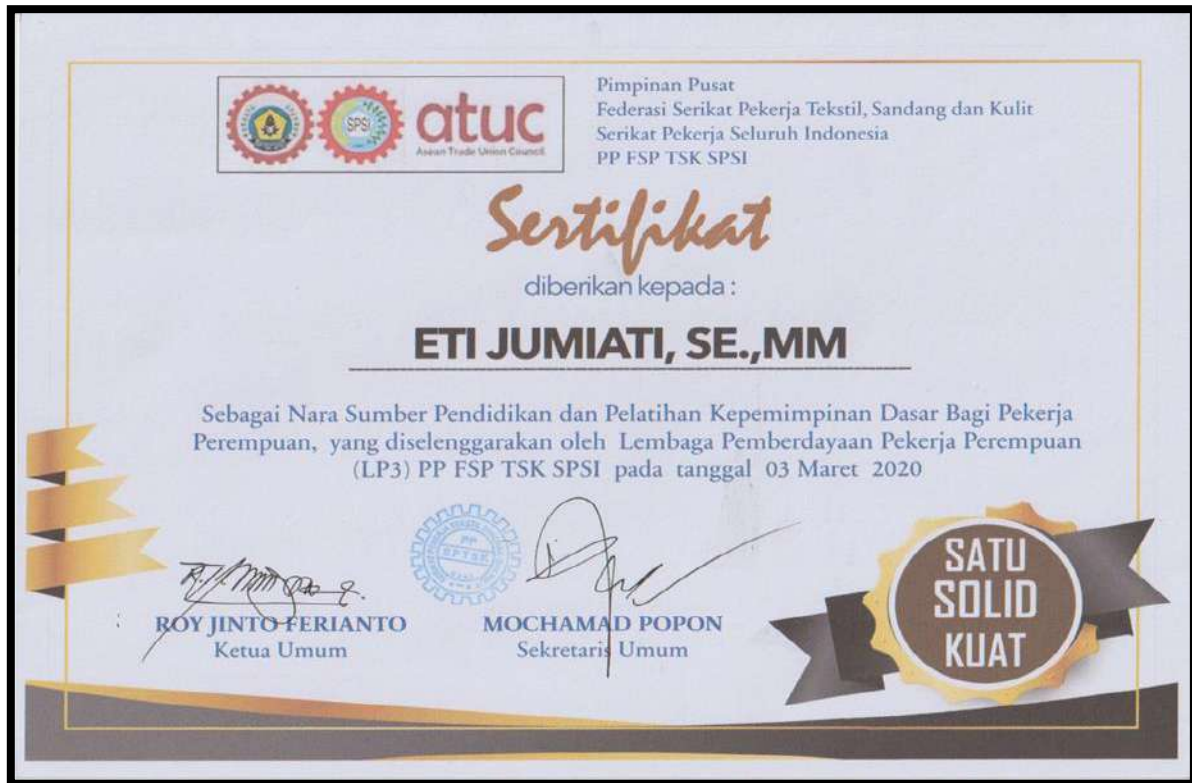 SPSI
atuc
Asean Trade Union Council
Pimpinan Pusat
Federasi Serikat Pekerja Tekstil, Sandang dan Kulit
Serikat Pekerja Seluruh Indonesia
PP FSP TSK SPSI
Sertifikat
diberikan kepada :
ETI JUMIATI, SE.,MM
Sebagai Nara Sumber Pendidikan dan Pelatihan Kepemimpinan Dasar Bagi Pekerja
Perempuan, yang diselenggarakan oleh Lembaga Pemberdayaan Pekerja Perempuan
(LP3) PP FSP TSK SPSI pada tanggal 03 Maret 2020
PP
SPTSK
ROY JINTO FERIANTO
Ketua Umum
MOCHAMAD POPON
Sekretaris Umum
SATU
SOLID
KUAT